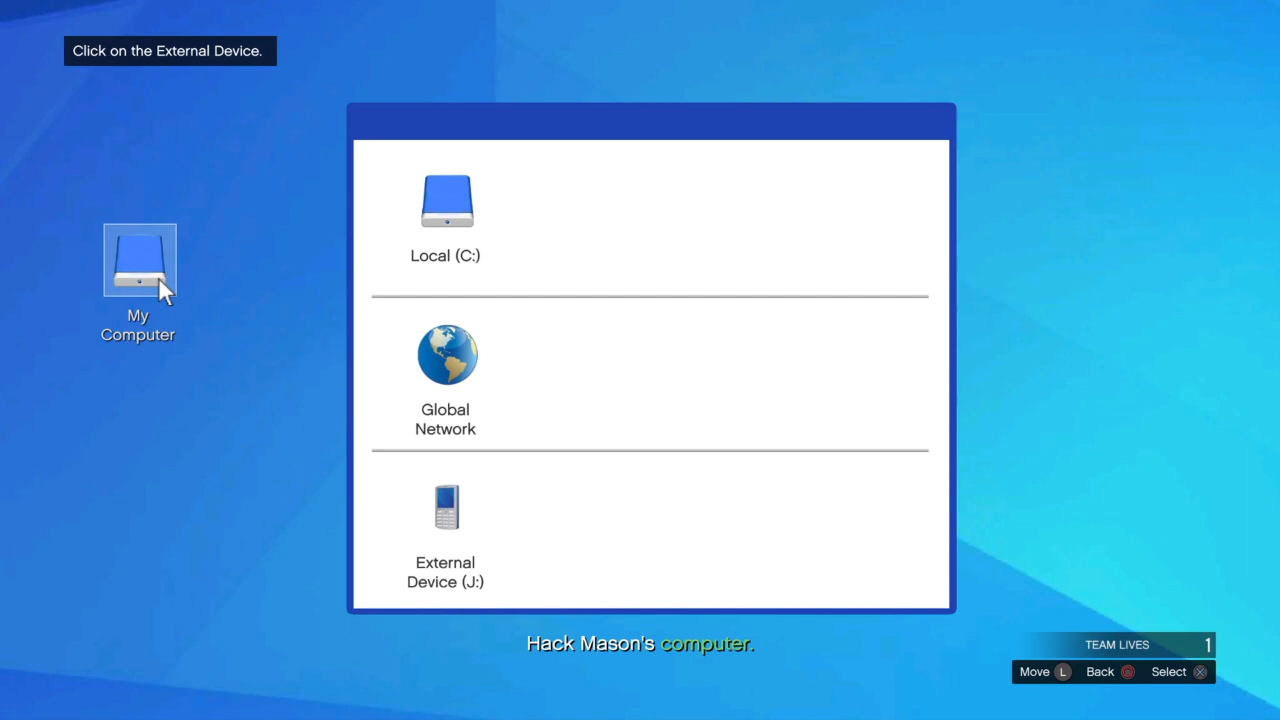 Click on the External Device.
Local (C:)
My
Computer
Global
Network
External
Device (J:)
Hack Mason's computer.
TEAM LIVES 1
Move L Back Select